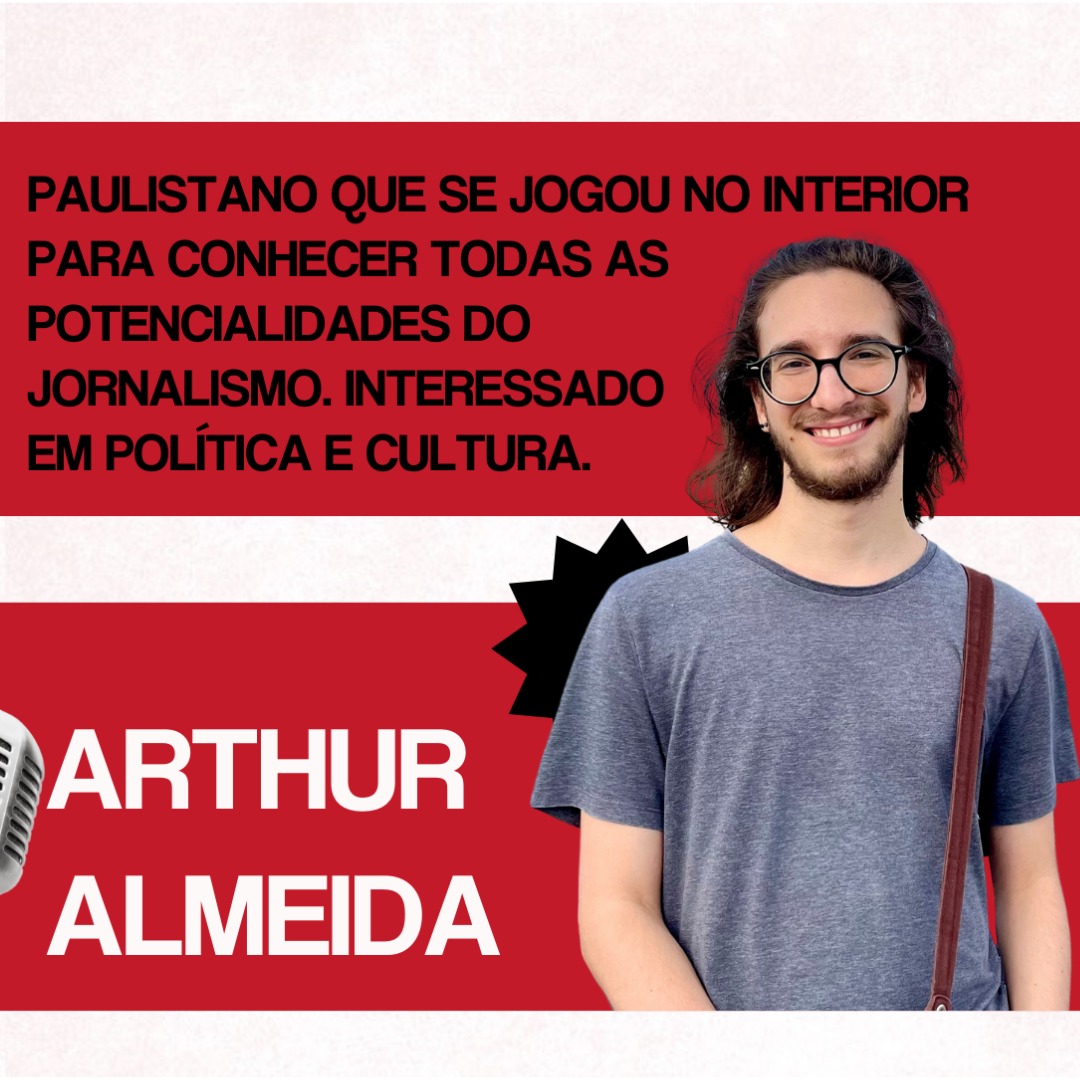 PAULISTANO QUE SE JOGOU NO INTERIOR
PARA CONHECER TODAS AS
POTENCIALIDADES DO
JORNALISMO. INTERESSADO
EM POLÍTICA E CULTURA.
ARTHUR
ALMEIDA